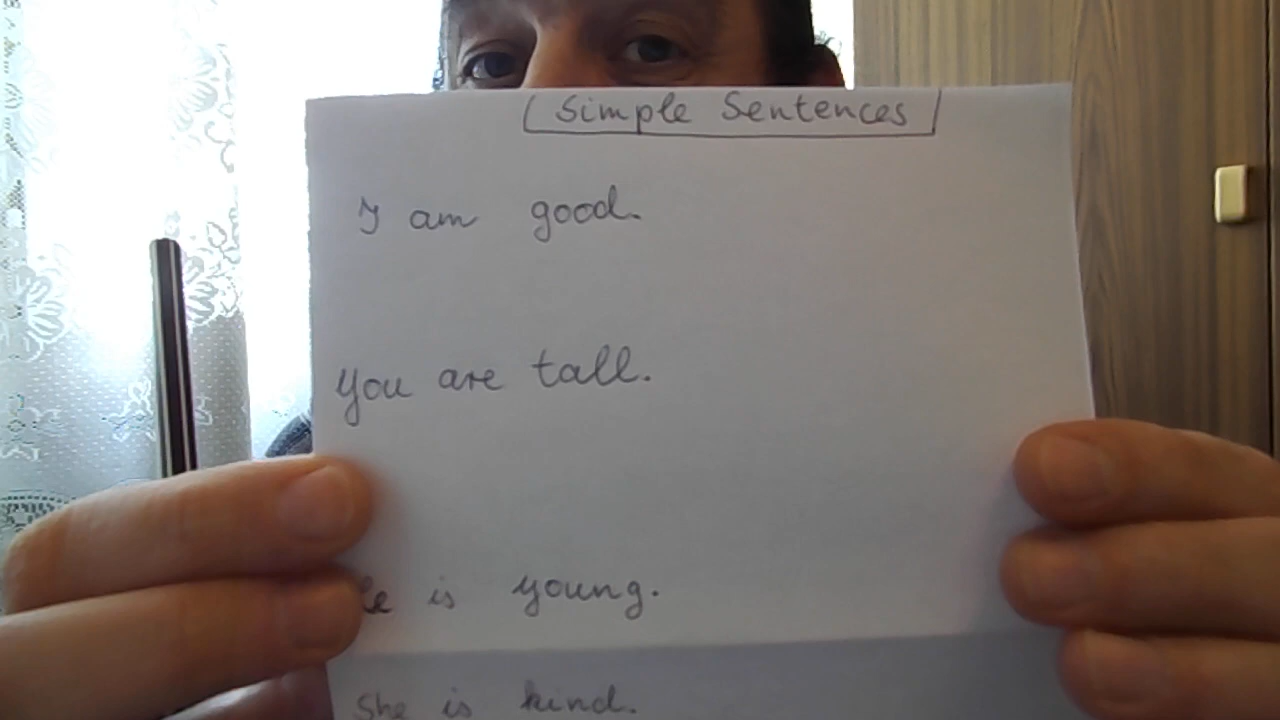 Simple Sentences
I am good.
You are tall.
is young.
She is kind.